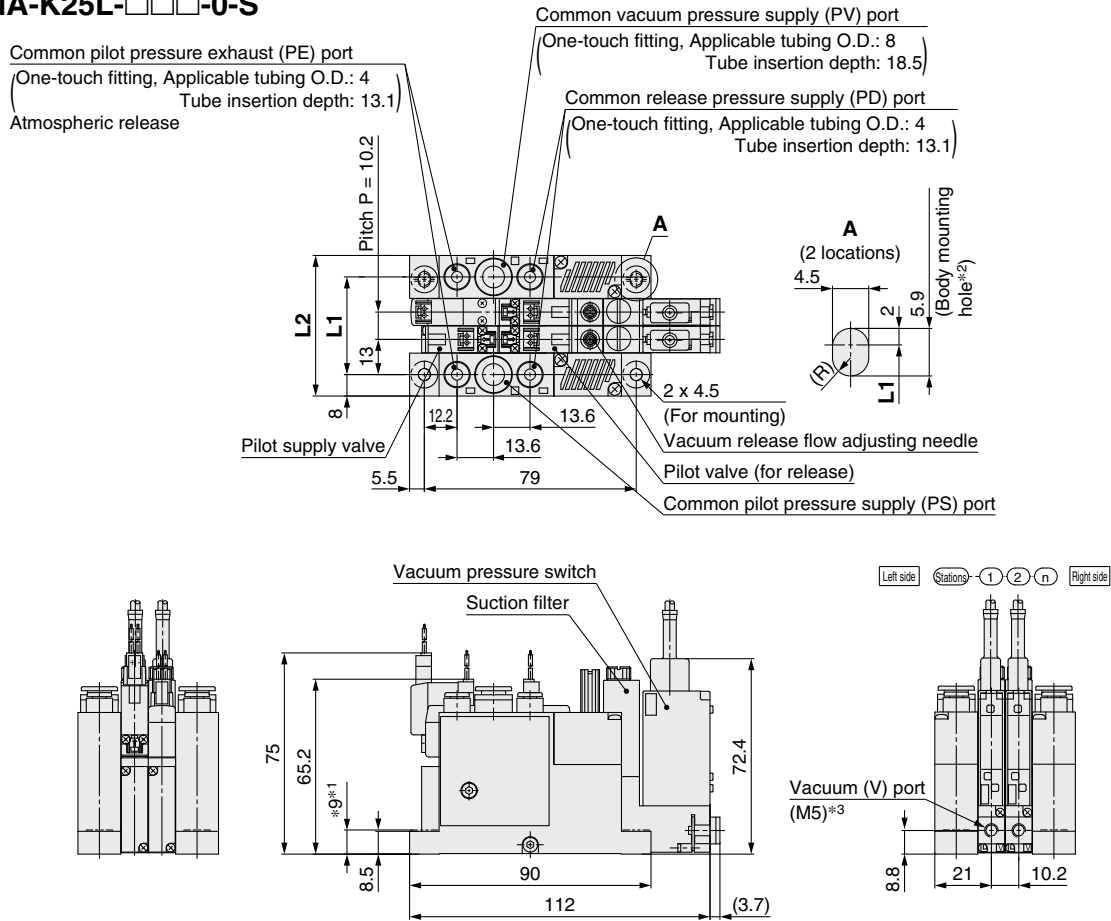 IA-K25L-□□□-0-S
Common vacuum pressure supply (PV) port
(One-touch fitting, Applicable tubing O.D.: 8
Tube insertion depth: 18.5)
Common pilot pressure exhaust (PE) port
(One-touch fitting, Applicable tubing O.D.: 4
Tube insertion depth: 13.1)
Atmospheric release
Common release pressure supply (PD) port
(One-touch fitting, Applicable tubing O.D.: 4
Tube insertion depth: 13.1)
Pitch P = 10.2
A
A
(2 locations)
4.5
2
5.9
(Body mounting
hole*2)
(R)
L1
L2
L1
13
8
12.2
13.6
13.6
2 x 4.5
(For mounting)
Vacuum release flow adjusting needle
Pilot supply valve
5.5
79
Pilot valve (for release)
Common pilot pressure supply (PS) port
Vacuum pressure switch
Suction filter
Left side
Stations
1
2
n
Right side
75
65.2
*9*1
8.5
72.4
90
112
(3.7)
Vacuum (V) port
(M5)*3
8.8
21
10.2